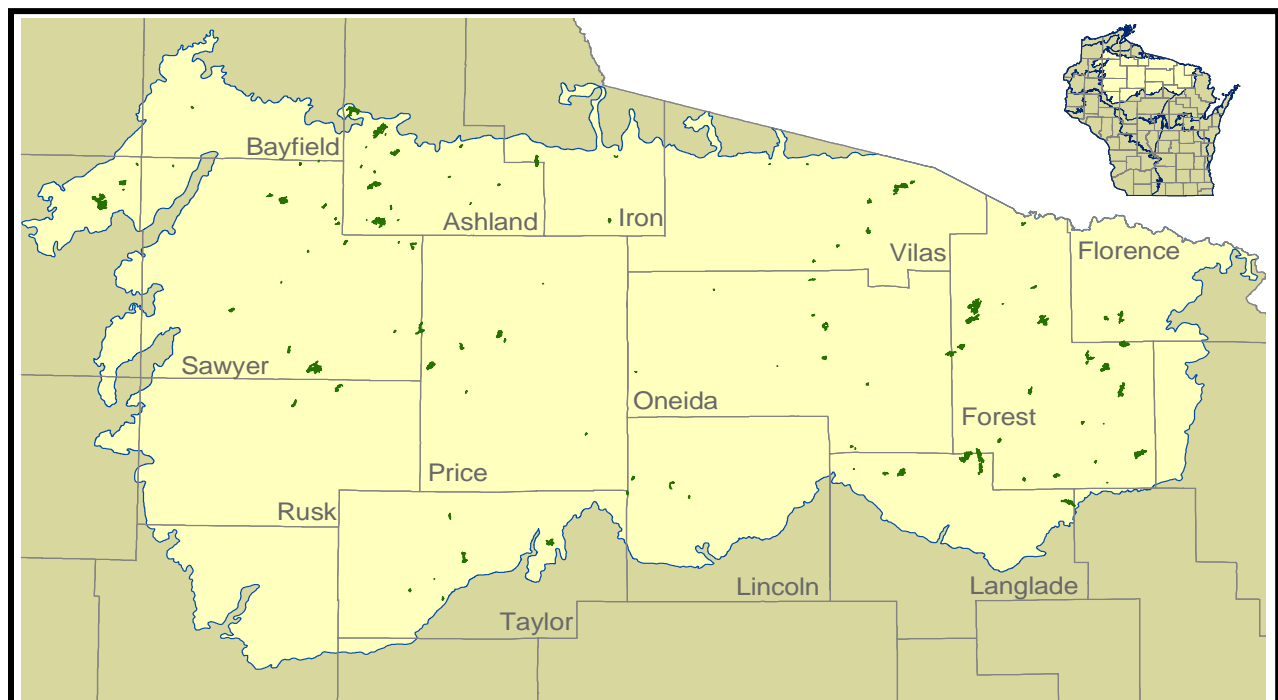 Bayfield
Ashland
Iron
Vilas
Florence
Sawyer
Oneida
Forest
Price
Rusk
Lincoln
Langlade
Taylor